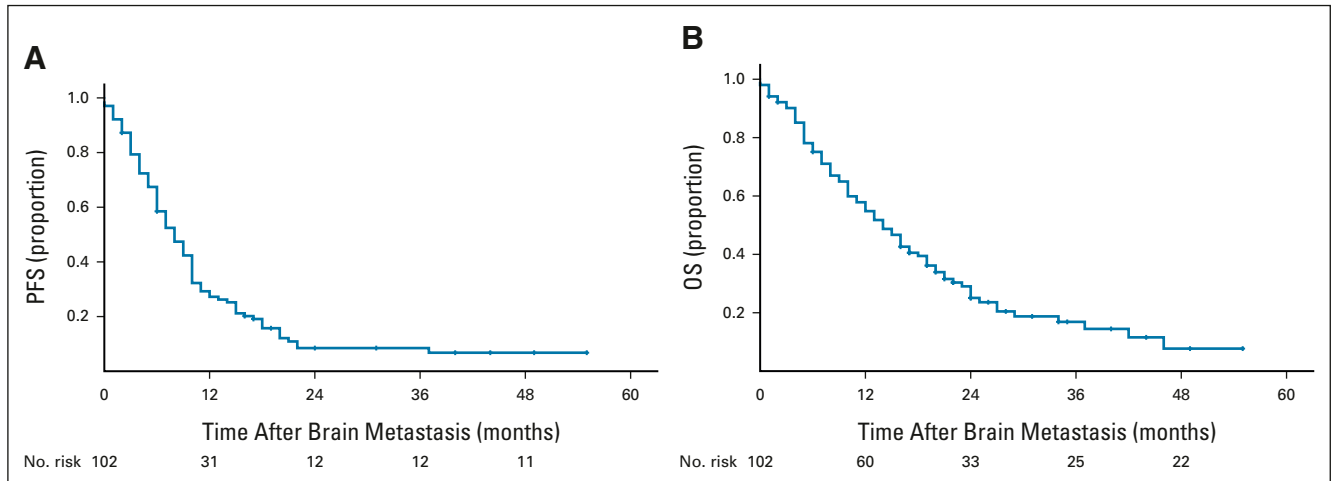 A
1.0
0.8
0.6
0.4
0.2
PFS (proportion)
0 12 24 36 48 60
Time After Brain Metastasis (months)
No. risk 102 31 12 12 11
B
1.0
0.8
0.6
0.4
0.2
OS (proportion)
0 12 24 36 48 60
Time After Brain Metastasis (months)
No. risk 102 60 33 25 22